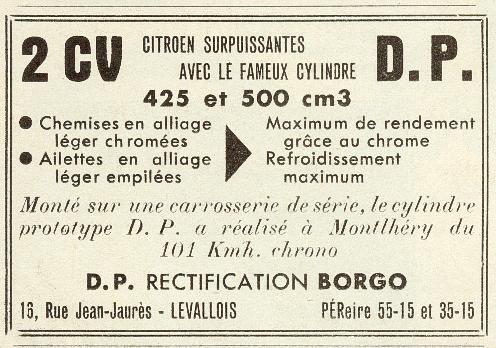 2 CV CITROEN SURPUISSANTES D.P.
AVEC LE FAMEUX CYLINDRE
425 et 500 cm3
● Chemises en alliage
léger chromées
● Ailettes en alliage
léger empilées
Maximum de rendement
grâce au chrome
Refroidissement
maximum
Monté sur une carrosserie de série, le cylindre
prototype D. P. a réalisé à Montlhéry du
101 Kmh. chrono
D.P. RECTIFICATION BORGO
16, Rue Jean-Jaurès - LEVALLOIS PÉReire 55-15 et 35-15